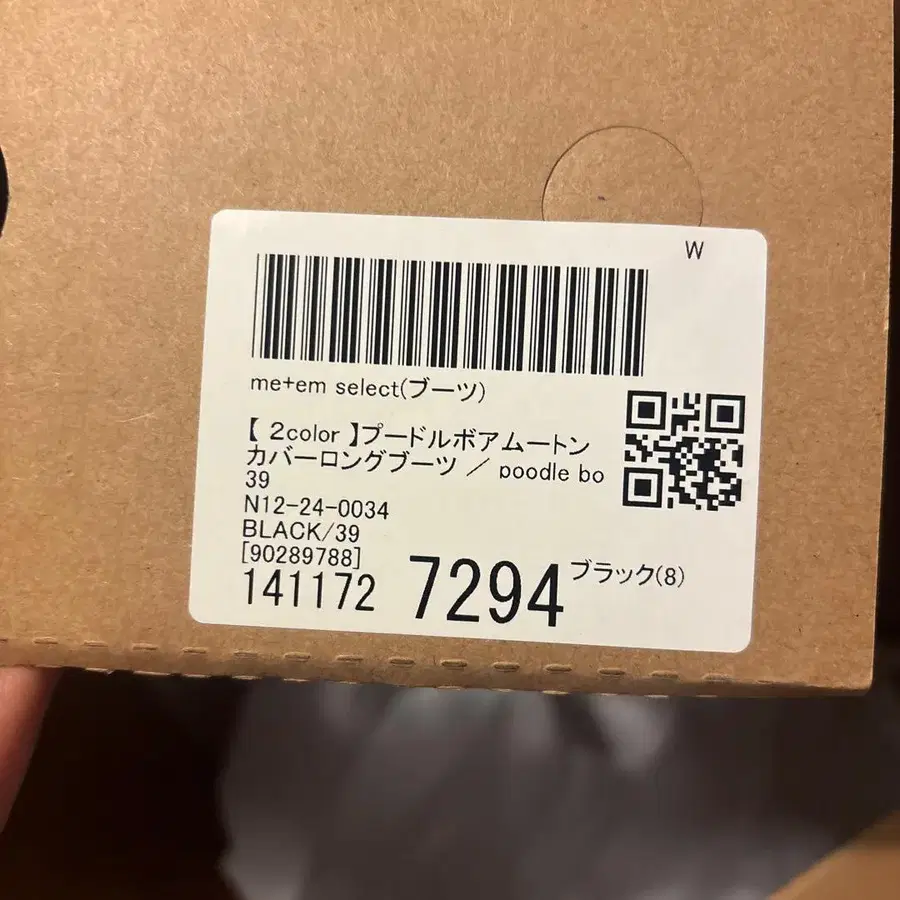 W
me+em select(ブーツ)
【 2color 】プードルボアムートン
カバーロングブーツ ／ poodle bo
39
N12-24-0034
BLACK/39
[90289788]
141172 7294 ブラック(8)